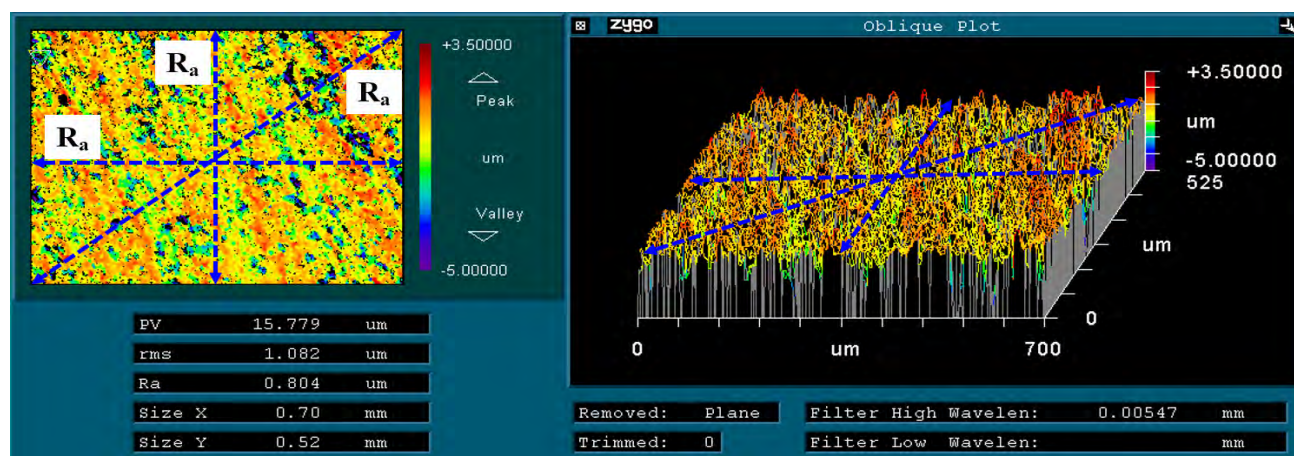 Ra
Ra
Ra
+3.50000
Peak
um
Valley
-5.00000
PV 15.779 um
rms 1.082 um
Ra 0.804 um
Size X 0.70 mm
Size Y 0.52 mm
zygo Oblique Plot
+3.50000
um
-5.00000
525
um
0
0 um 700
Removed: Plane
Trimmed: 0
Filter High Wavelen: 0.00547 mm
Filter Low Wavelen: mm